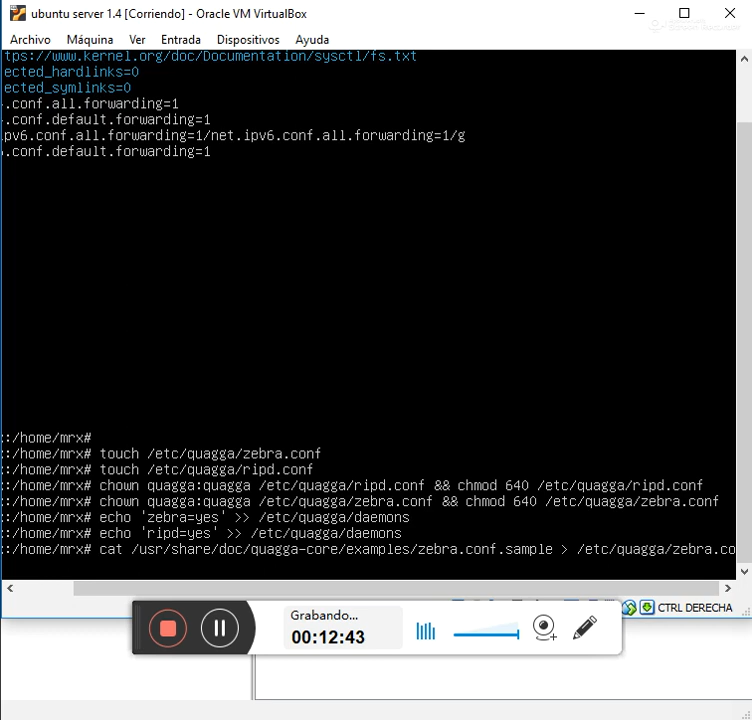 ubuntu server 1.4 [Corriendo] - Oracle VM VirtualBox
Archivo Máquina Ver Entrada Dispositivos Ayuda
tps://www.kernel.org/doc/Documentation/sysctl/fs.txt
ected_hardlinks=0
ected_symlinks=0
.conf.all.forwarding=1
.conf.default.forwarding=1
ipv6.conf.all.forwarding=1/net.ipv6.conf.all.forwarding=1/g
.conf.default.forwarding=1
::/home/mrx#
::/home/mrx# touch /etc/quagga/zebra.conf
::/home/mrx# touch /etc/quagga/ripd.conf
::/home/mrx# chown quagga:quagga /etc/quagga/ripd.conf && chmod 640 /etc/quagga/ripd.conf
::/home/mrx# chown quagga:quagga /etc/quagga/zebra.conf && chmod 640 /etc/quagga/zebra.conf
::/home/mrx# echo 'zebra=yes' >> /etc/quagga/daemons
::/home/mrx# echo 'ripd=yes' >> /etc/quagga/daemons
::/home/mrx# cat /usr/share/doc/quagga-core/examples/zebra.conf.sample > /etc/quagga/zebra.co
CTRL DERECHA
Grabando...
00:12:43